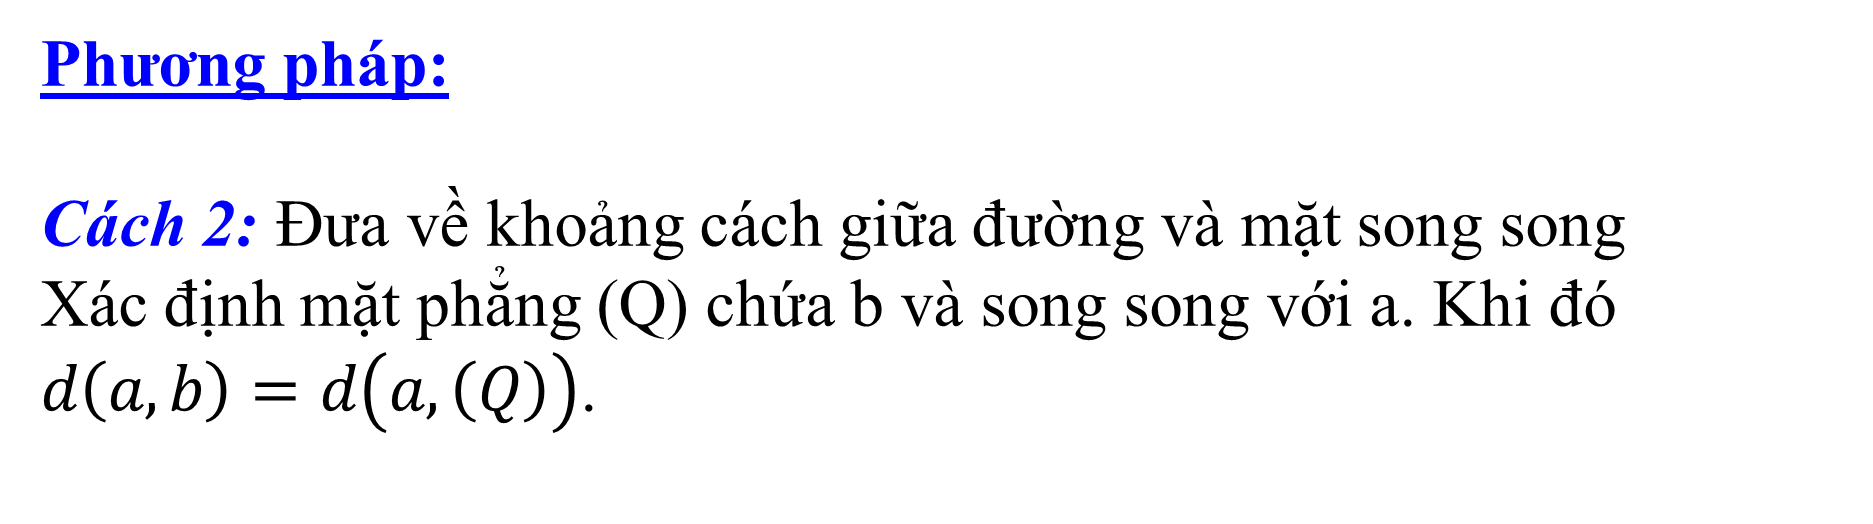 Phương pháp:
Cách 2: Đưa về khoảng cách giữa đường và mặt song song
Xác định mặt phẳng (Q) chứa b và song song với a. Khi đó
d(a, b) = d(a, (Q)).